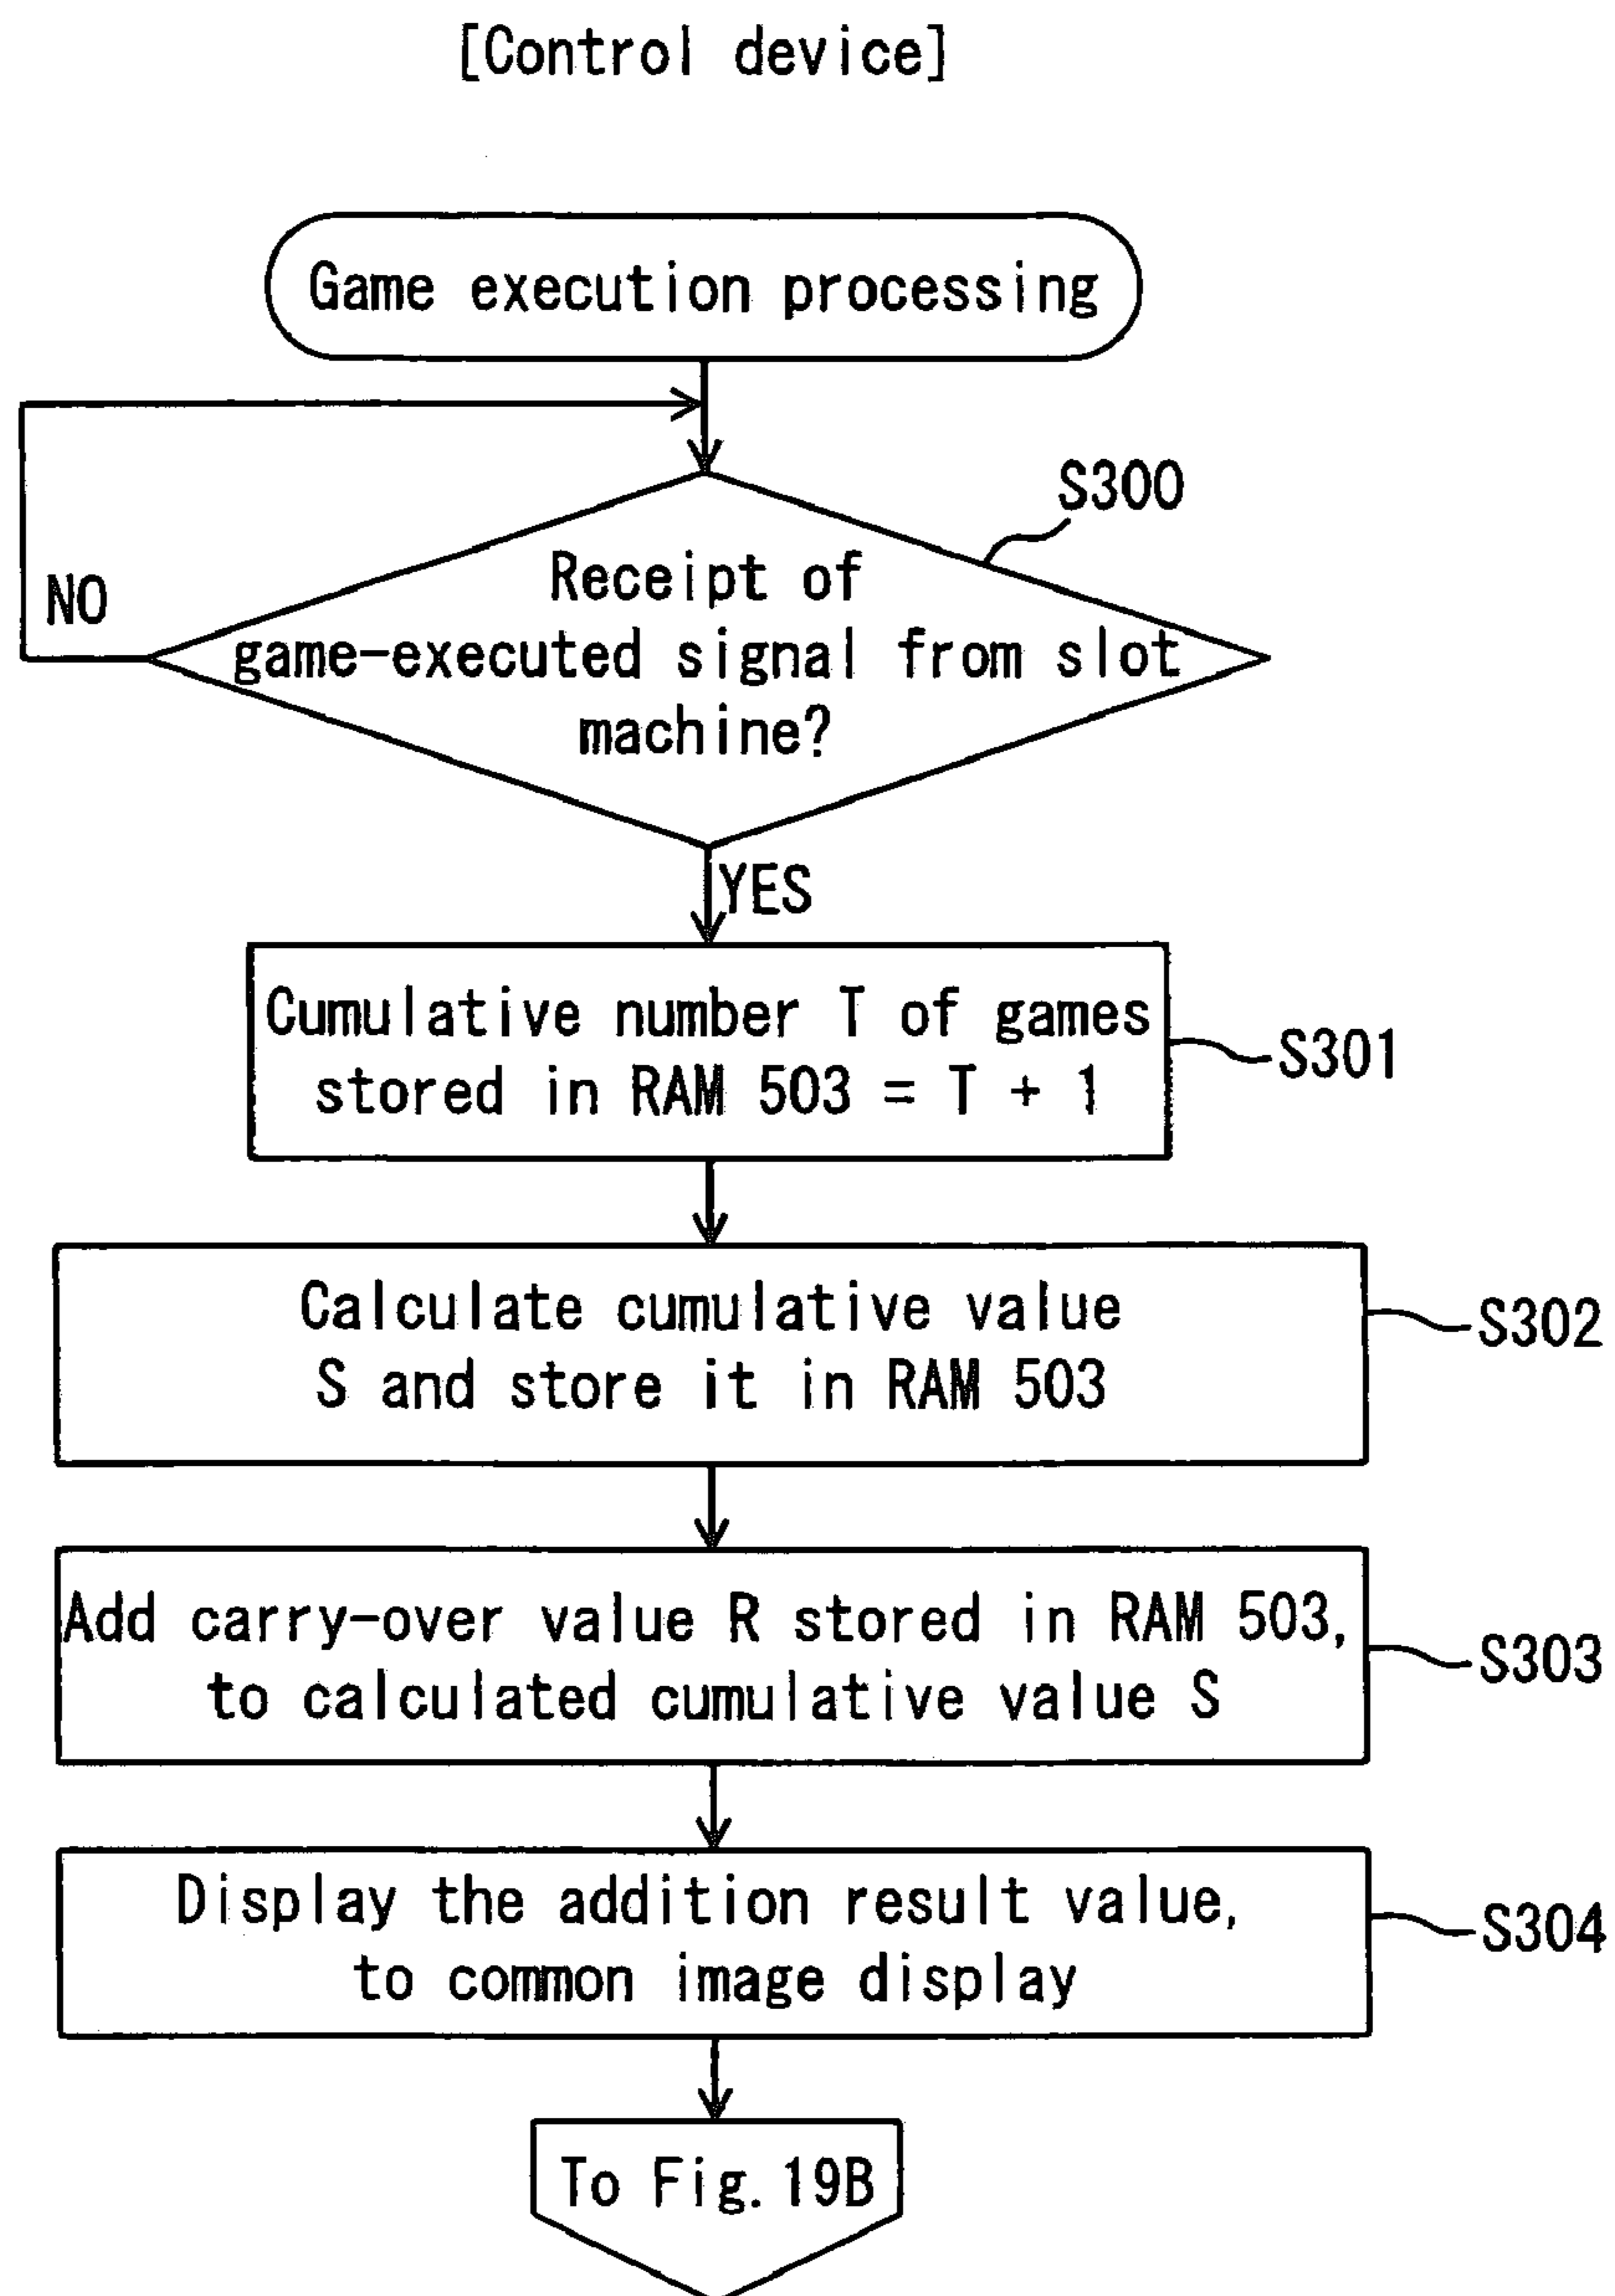 [Control device]
Game execution processing
S300
Receipt of
game-executed signal from slot
machine?
NO
YES
Cumulative number T of games
stored in RAM 503 = T + 1
S301
Calculate cumulative value
S and store it in RAM 503
S302
Add carry-over value R stored in RAM 503,
to calculated cumulative value S
S303
Display the addition result value,
to common image display
S304
To Fig. 19B